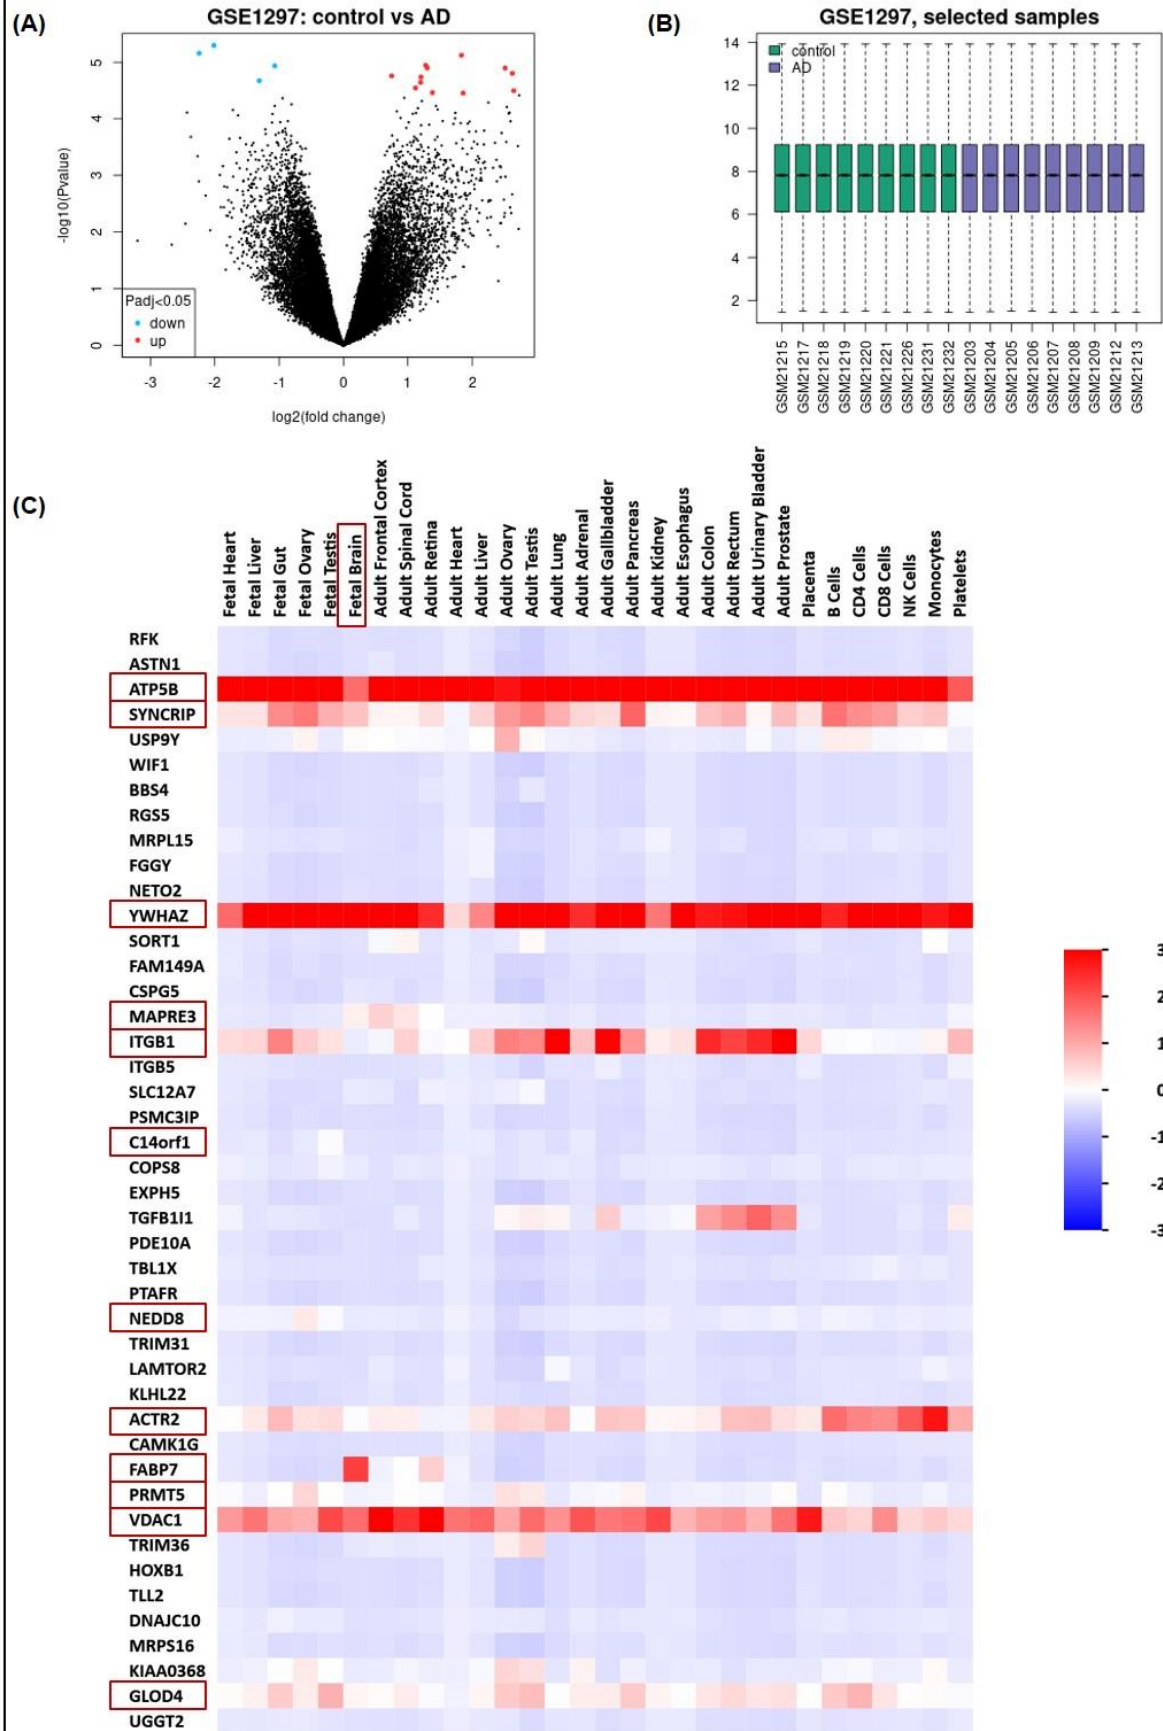 (A)
GSE1297: control vs AD
5
4
3
2
1
0
-log10(Pvalue)
Padj<0.05
down
up
-3
-2
-1
0
1
2
log2(fold change)
(B)
GSE1297, selected samples
control
AD
14
12
10
8
6
4
2
GSM21215
GSM21217
GSM21218
GSM21219
GSM21220
GSM21221
GSM21226
GSM21231
GSM21232
GSM21203
GSM21204
GSM21205
GSM21206
GSM21207
GSM21208
GSM21209
GSM21212
GSM21213
(C)
Fetal Heart
Fetal Liver
Fetal Gut
Fetal Ovary
Fetal Testis
Fetal Brain
Adult Frontal Cortex
Adult Spinal Cord
Adult Retina
Adult Heart
Adult Liver
Adult Ovary
Adult Testis
Adult Lung
Adult Adrenal
Adult Gallbladder
Adult Pancreas
Adult Kidney
Adult Esophagus
Adult Colon
Adult Rectum
Adult Urinary Bladder
Adult Prostate
Placenta
B Cells
CD4 Cells
CD8 Cells
NK Cells
Monocytes
Platelets
RFK
ASTN1
ATP5B
SYNCRIP
USP9Y
WIF1
BBS4
RGS5
MRPL15
FGGY
NETO2
YWHAZ
SORT1
FAM149A
CSPG5
MAPRE3
ITGB1
ITGB5
SLC12A7
PSMC3IP
C14orf1
COPS8
EXPH5
TGFB1I1
PDE10A
TBL1X
PTAFR
NEDD8
TRIM31
LAMTOR2
KLHL22
ACTR2
CAMK1G
FABP7
PRMT5
VDAC1
TRIM36
HOXB1
TLL2
DNAJC10
MRPS16
KIAA0368
GLOD4
UGGT2
3
2
1
0
-1
-2
-3